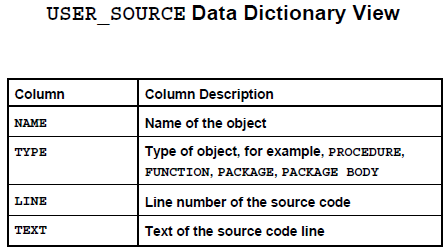 USER_SOURCE Data Dictionary View
Column Column Description
NAME Name of the object
TYPE Type of object, for example, PROCEDURE,
FUNCTION, PACKAGE, PACKAGE BODY
LINE Line number of the source code
TEXT Text of the source code line